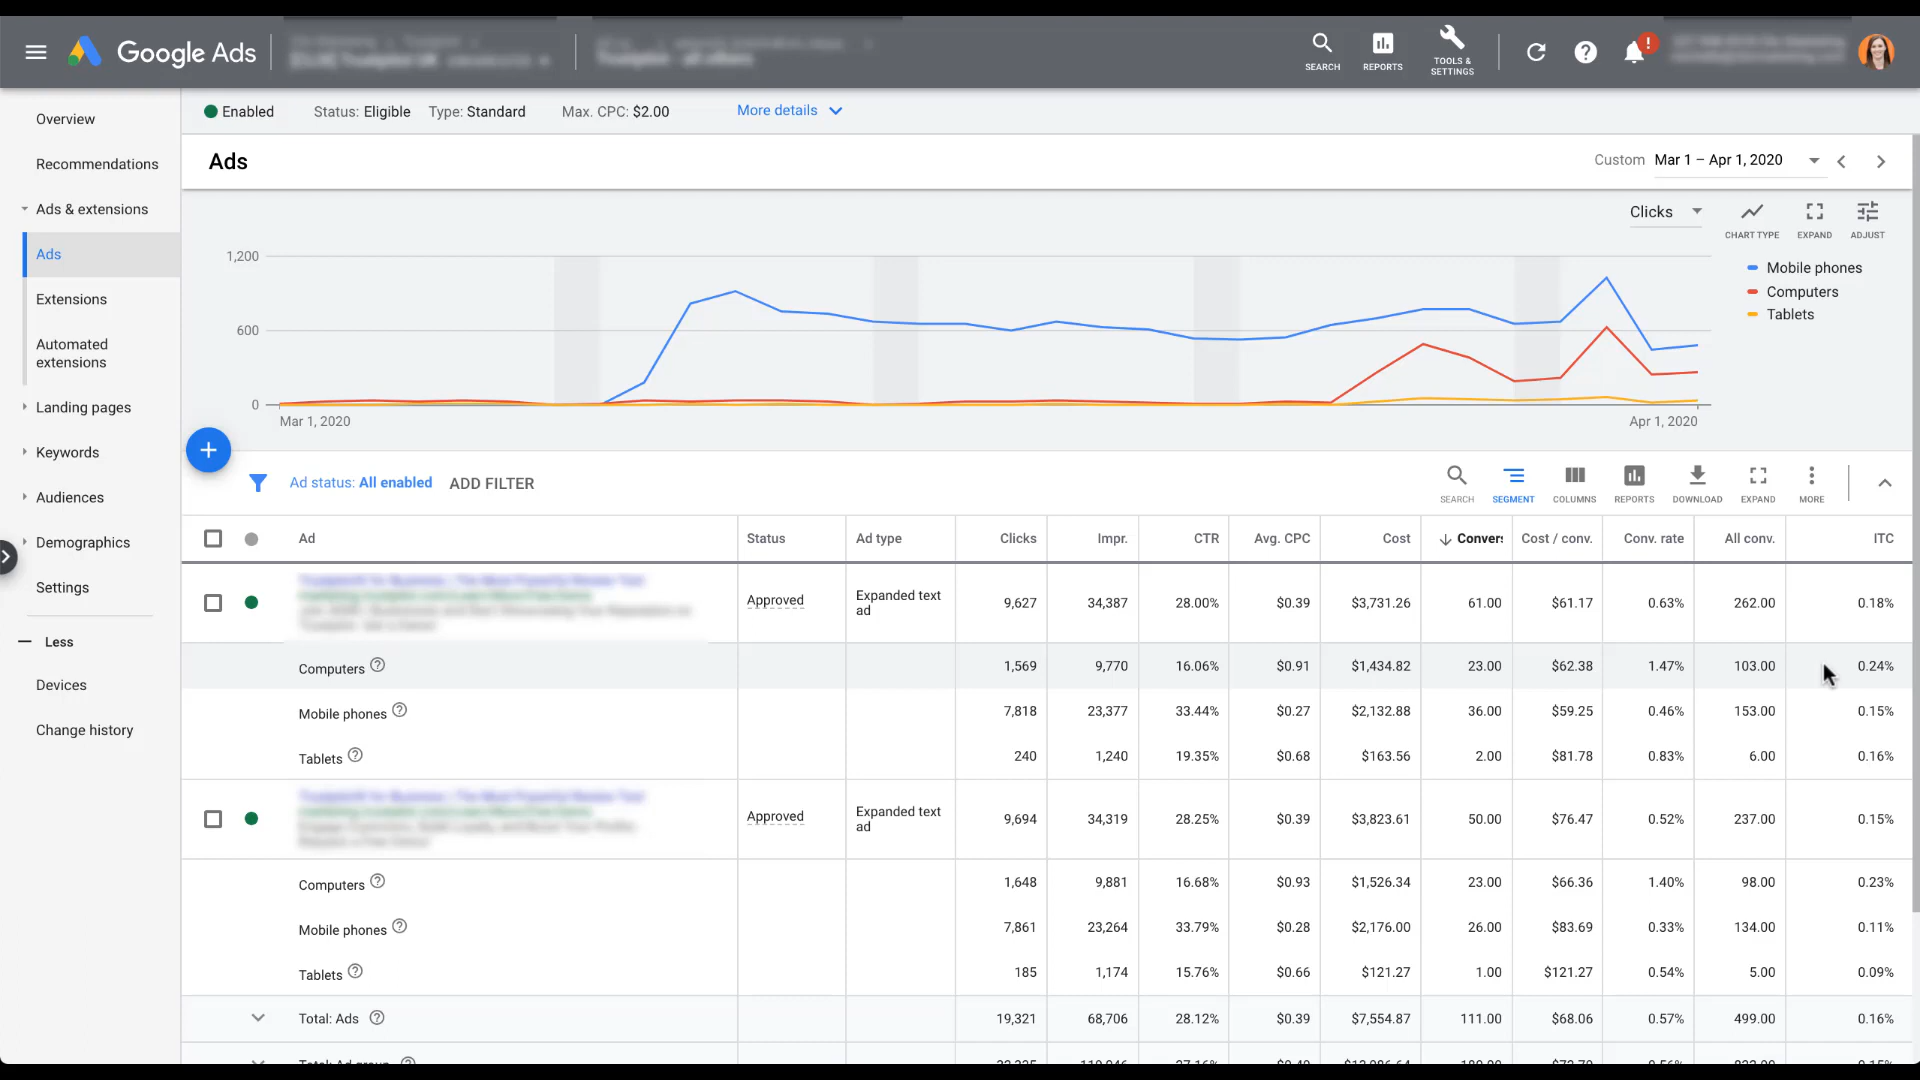 Google Ads
SEARCH
REPORTS
TOOLS &
SETTINGS
!
Overview
Recommendations
Ads & extensions
Ads
Extensions
Automated
extensions
Landing pages
Keywords
Audiences
Demographics
Settings
Less
Devices
Change history
Enabled
Status: Eligible
Type: Standard
Max. CPC: $2.00
More details
Ads
Custom
Mar 1 – Apr 1, 2020
Clicks
CHART TYPE
EXPAND
ADJUST
1,200
600
0
Mar 1, 2020
Apr 1, 2020
Mobile phones
Computers
Tablets
Ad status: All enabled
ADD FILTER
SEARCH
SEGMENT
COLUMNS
REPORTS
DOWNLOAD
EXPAND
MORE
Ad Status Ad type Clicks Impr. CTR Avg. CPC Cost Convers Cost / conv. Conv. rate All conv. ITC
Approved Expanded text ad 9,627 34,387 28.00% $0.39 $3,731.26 61.00 $61.17 0.63% 262.00 0.18%
Computers 1,569 9,770 16.06% $0.91 $1,434.82 23.00 $62.38 1.47% 103.00 0.24%
Mobile phones 7,818 23,377 33.44% $0.27 $2,132.88 36.00 $59.25 0.46% 153.00 0.15%
Tablets 240 1,240 19.35% $0.68 $163.56 2.00 $81.78 0.83% 6.00 0.16%
Approved Expanded text ad 9,694 34,319 28.25% $0.39 $3,823.61 50.00 $76.47 0.52% 237.00 0.15%
Computers 1,648 9,881 16.68% $0.93 $1,526.34 23.00 $66.36 1.40% 98.00 0.23%
Mobile phones 7,861 23,264 33.79% $0.28 $2,176.00 26.00 $83.69 0.33% 134.00 0.11%
Tablets 185 1,174 15.76% $0.66 $121.27 1.00 $121.27 0.54% 5.00 0.09%
Total: Ads 19,321 68,706 28.12% $0.39 $7,554.87 111.00 $68.06 0.57% 499.00 0.16%